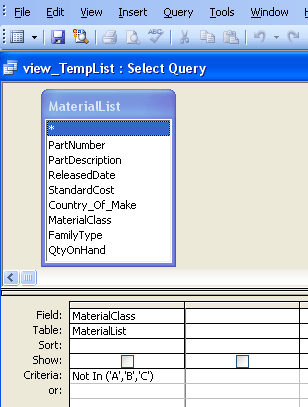 Edit View Insert Query Tools Window
view_TempList : Select Query
MaterialList
*
PartNumber
PartDescription
ReleasedDate
StandardCost
Country_Of_Make
MaterialClass
FamilyType
QtyOnHand
Field: MaterialClass
Table: MaterialList
Sort:
Show:
Criteria: Not In ('A','B','C')
or: